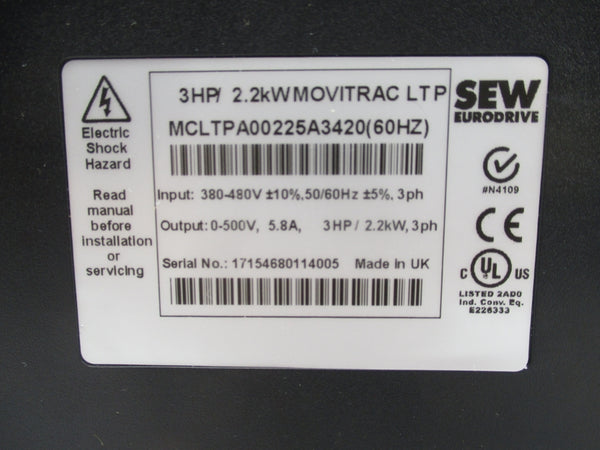 3HP/ 2.2kW MOVITRAC LTP
MCLTPA00225A3420(60HZ)
Input: 380-480V ±10%,50/60Hz ±5%, 3ph
Output:0-500V, 5.8A, 3HP / 2.2kW, 3ph
Serial No.: 17154680114005 Made in UK
Electric
Shock
Hazard
Read
manual
before
installation
or
servicing
SEW
EURODRIVE
#N4109
CE
C UL US
LISTED 2AD0
Ind. Conv. Eq.
E226333